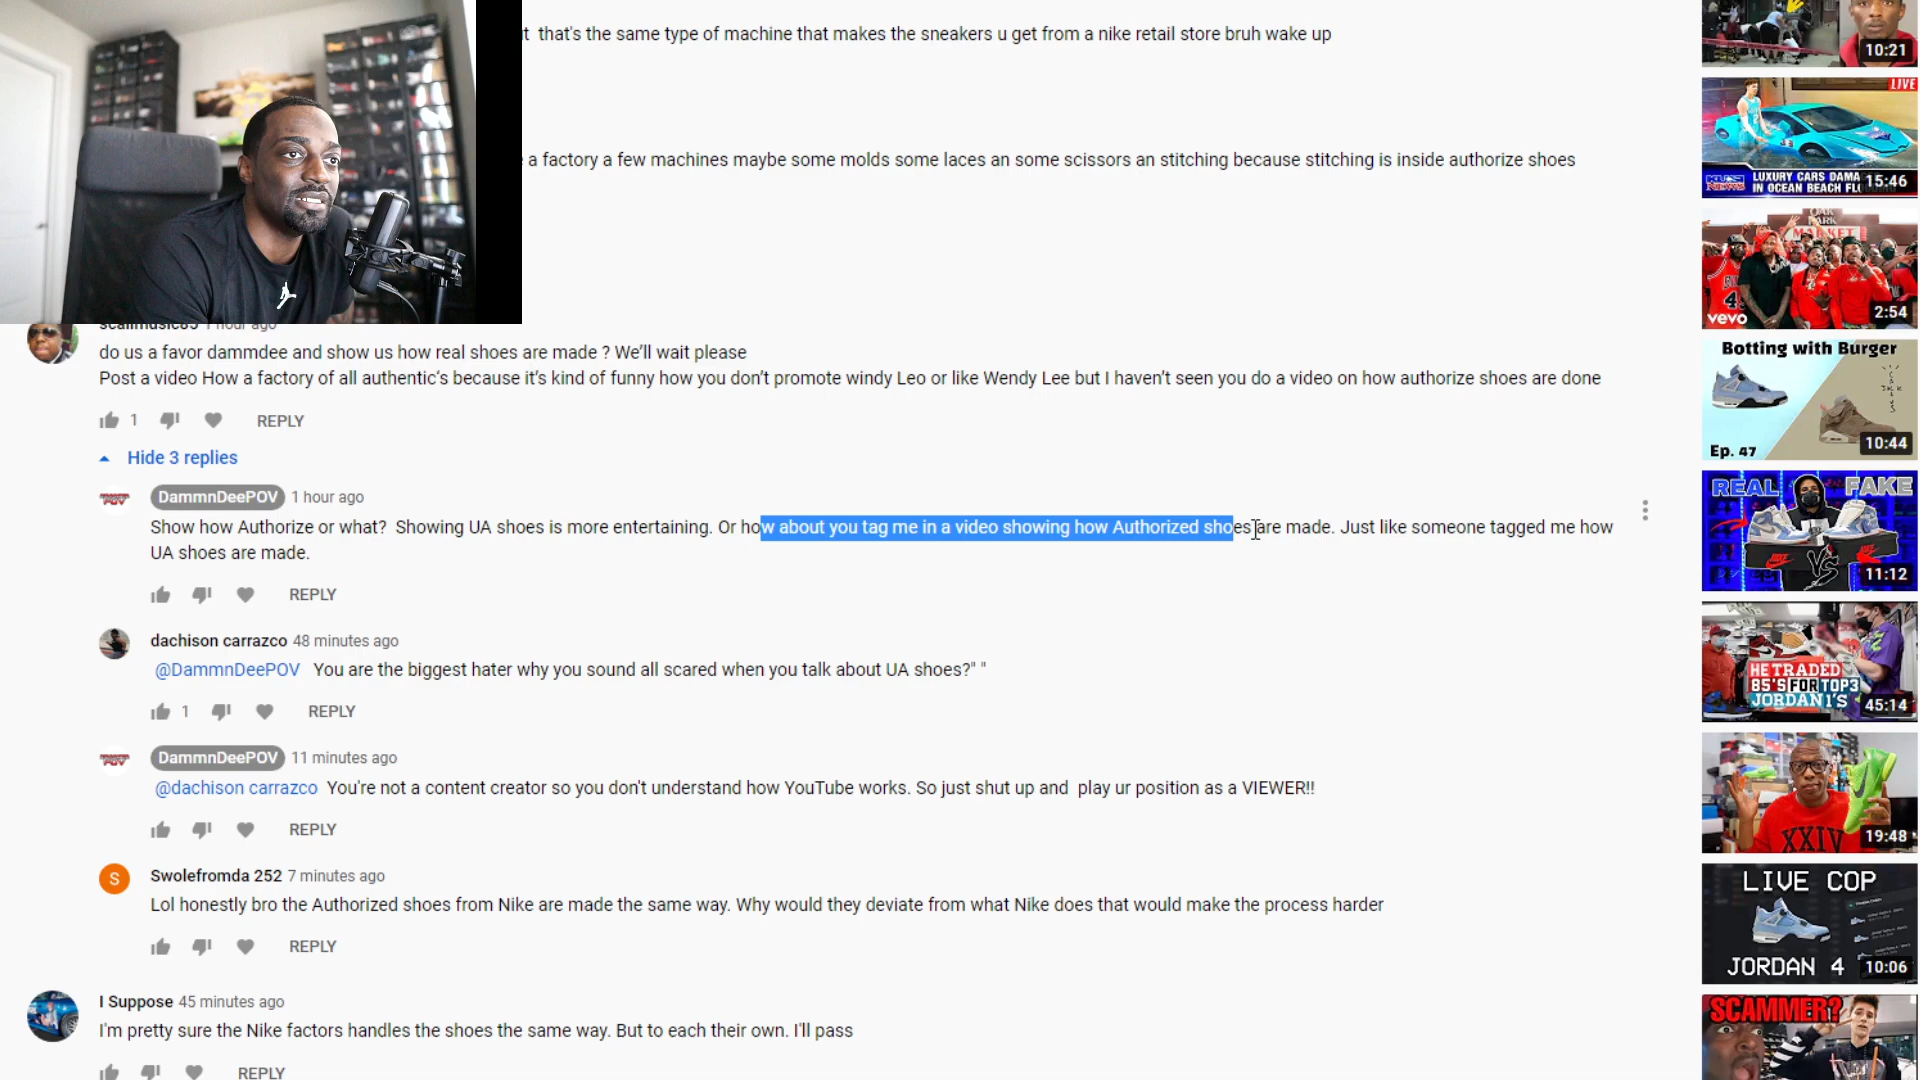 that's the same type of machine that makes the sneakers u get from a nike retail store bruh wake up
a factory a few machines maybe some molds some laces an some scissors an stitching because stitching is inside authorize shoes
1 hour ago
do us a favor dammdee and show us how real shoes are made ? We’ll wait please
Post a video How a factory of all authentic’s because it’s kind of funny how you don’t promote windy Leo or like Wendy Lee but I haven’t seen you do a video on how authorize shoes are done
1 REPLY
Hide 3 replies
DammnDeePOV 1 hour ago
Show how Authorize or what? Showing UA shoes is more entertaining. Or how about you tag me in a video showing how Authorized shoes are made. Just like someone tagged me how
UA shoes are made.
REPLY
dachison carrazco 48 minutes ago
@DammnDeePOV You are the biggest hater why you sound all scared when you talk about UA shoes?" "
1 REPLY
DammnDeePOV 11 minutes ago
@dachison carrazco You're not a content creator so you don't understand how YouTube works. So just shut up and play ur position as a VIEWER!!
REPLY
S
Swolefromda 252 7 minutes ago
Lol honestly bro the Authorized shoes from Nike are made the same way. Why would they deviate from what Nike does that would make the process harder
REPLY
I Suppose 45 minutes ago
I'm pretty sure the Nike factors handles the shoes the same way. But to each their own. I'll pass
REPLY
10:21
LIVE
KUSI NEWS
LUXURY CARS DAMA
IN OCEAN BEACH FL
15:46
OAK PARK
MARKET
vevo
2:54
Botting with Burger
Ep. 47
10:44
REAL FAKE
VS
11:12
HE TRADED
85'S FOR TOP3
JORDAN 1'S
45:14
XXIV
19:48
LIVE COP
JORDAN 4
10:06
SCAMMER?